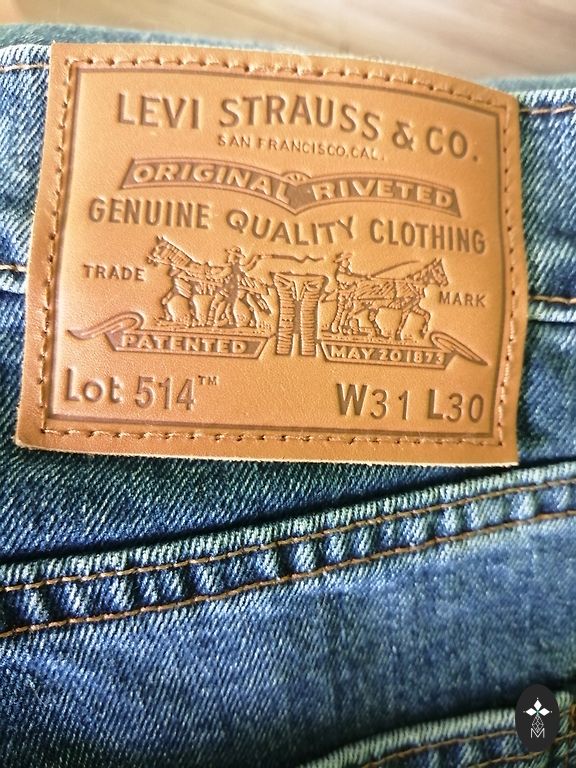 LEVI STRAUSS & CO.
SAN FRANCISCO,CAL.
ORIGINAL RIVETED
GENUINE QUALITY CLOTHING
TRADE MARK
PATENTED MAY 20 1873
Lot 514™ W31 L30
M